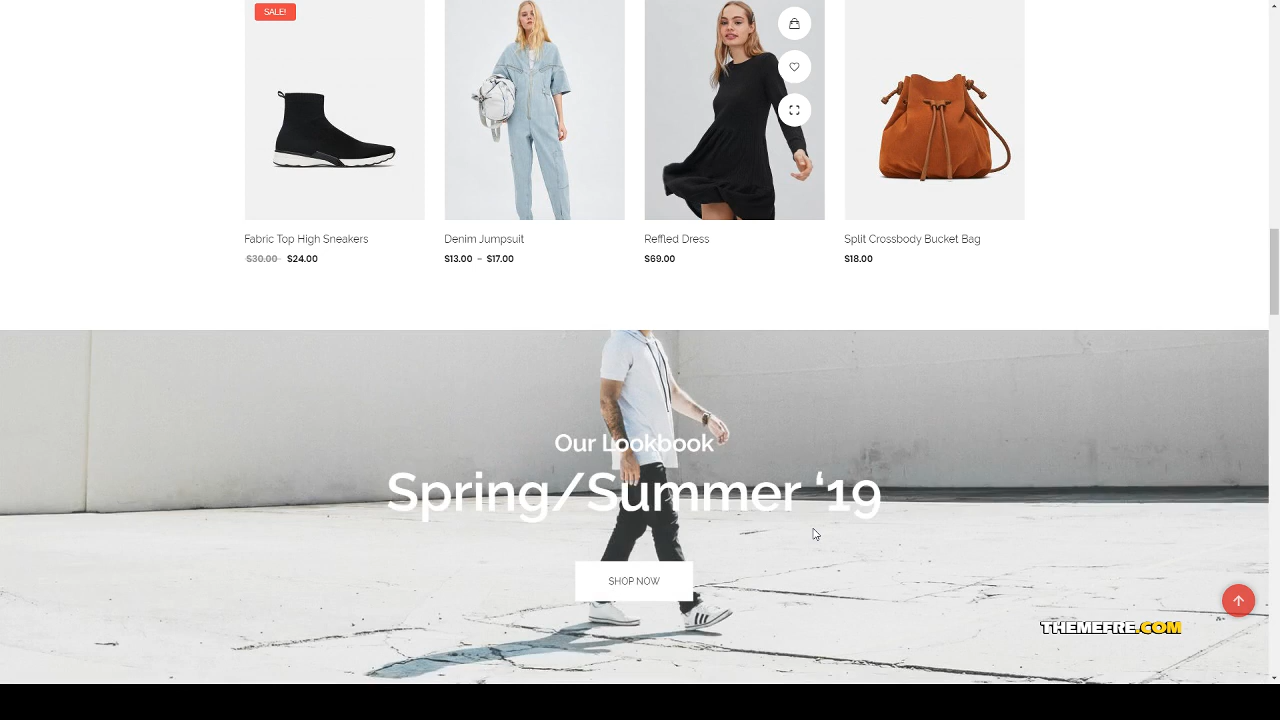 SALE!
Fabric Top High Sneakers
Denim Jumpsuit
Reffled Dress
Split Crossbody Bucket Bag
$30.00 $24.00
$13.00 – $17.00
$69.00
$18.00
Our Lookbook
Spring/Summer ‘19
SHOP NOW
THEMEFRE.COM